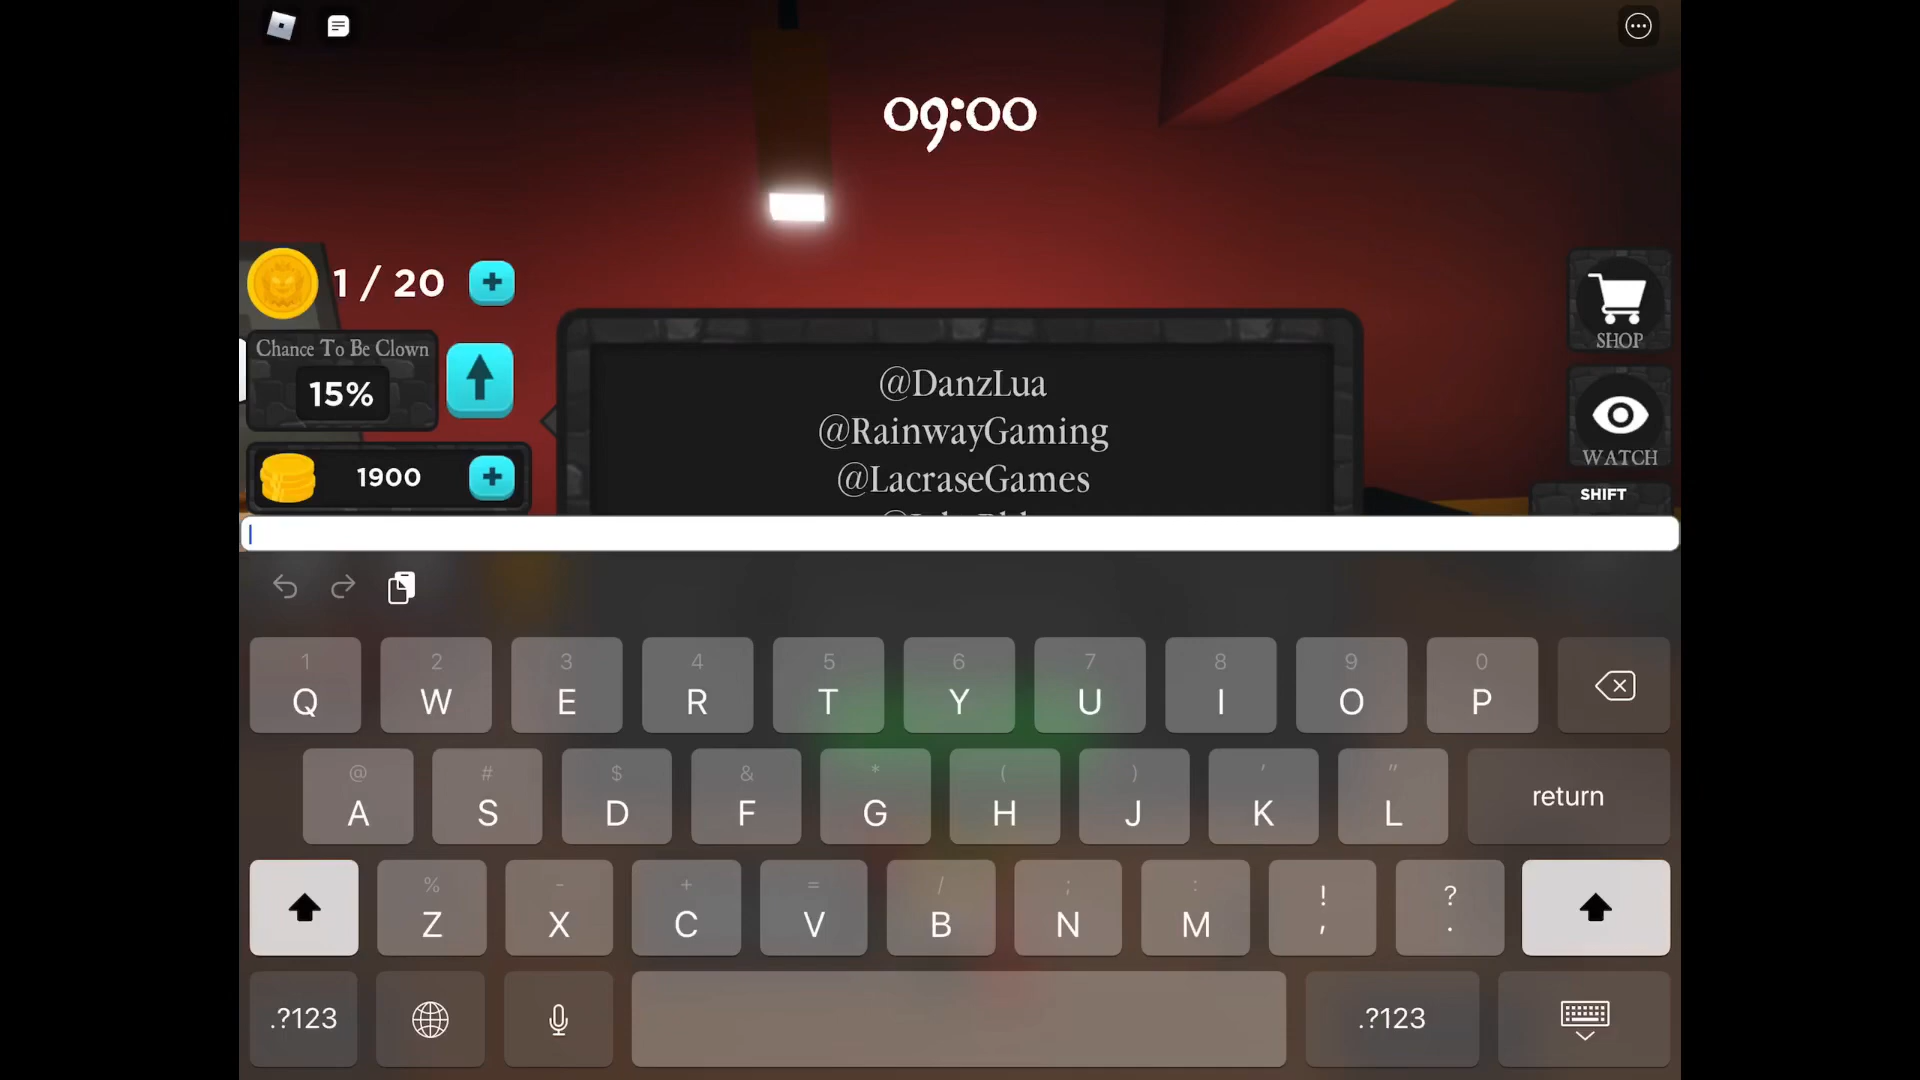 09:00
1 / 20
Chance To Be Clown
15%
1900
@DanzLua
@RainwayGaming
@LacraseGames
SHOP
WATCH
SHIFT
1 2 3 4 5 6 7 8 9 0
Q W E R T Y U I O P
@ # $ & * ( ) ' "
A S D F G H J K L return
% - + = / ; : ! ?
Z X C V B N M , .
.?123 .?123